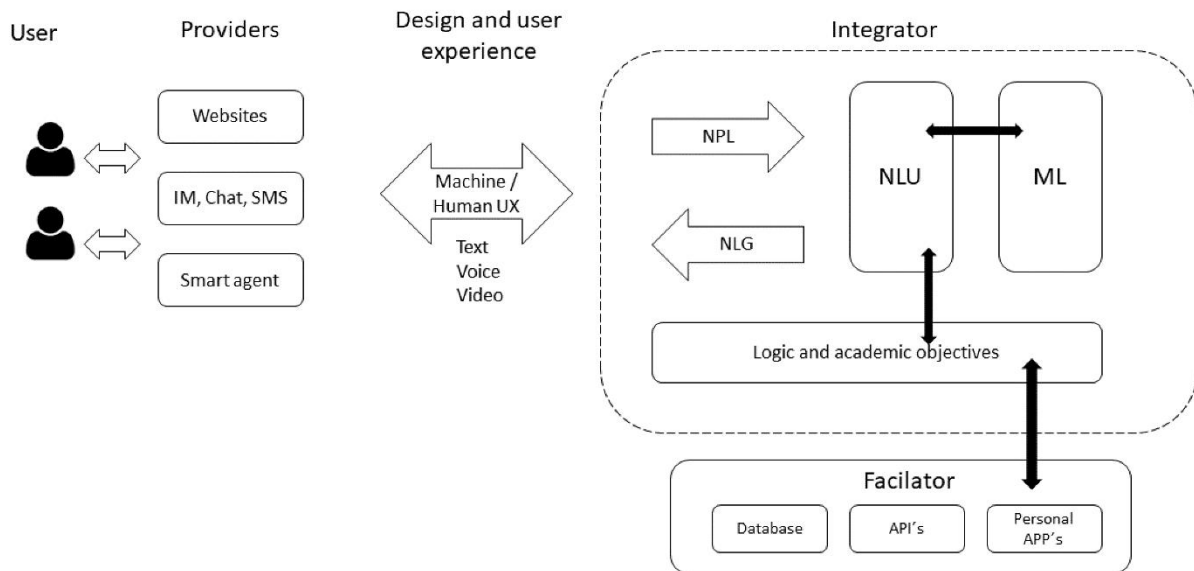 User
Providers
Design and user
experience
Integrator
Websites
IM, Chat, SMS
Smart agent
Machine /
Human UX
Text
Voice
Video
NPL
NLG
NLU
ML
Logic and academic objectives
Facilator
Database
API´s
Personal
APP´s